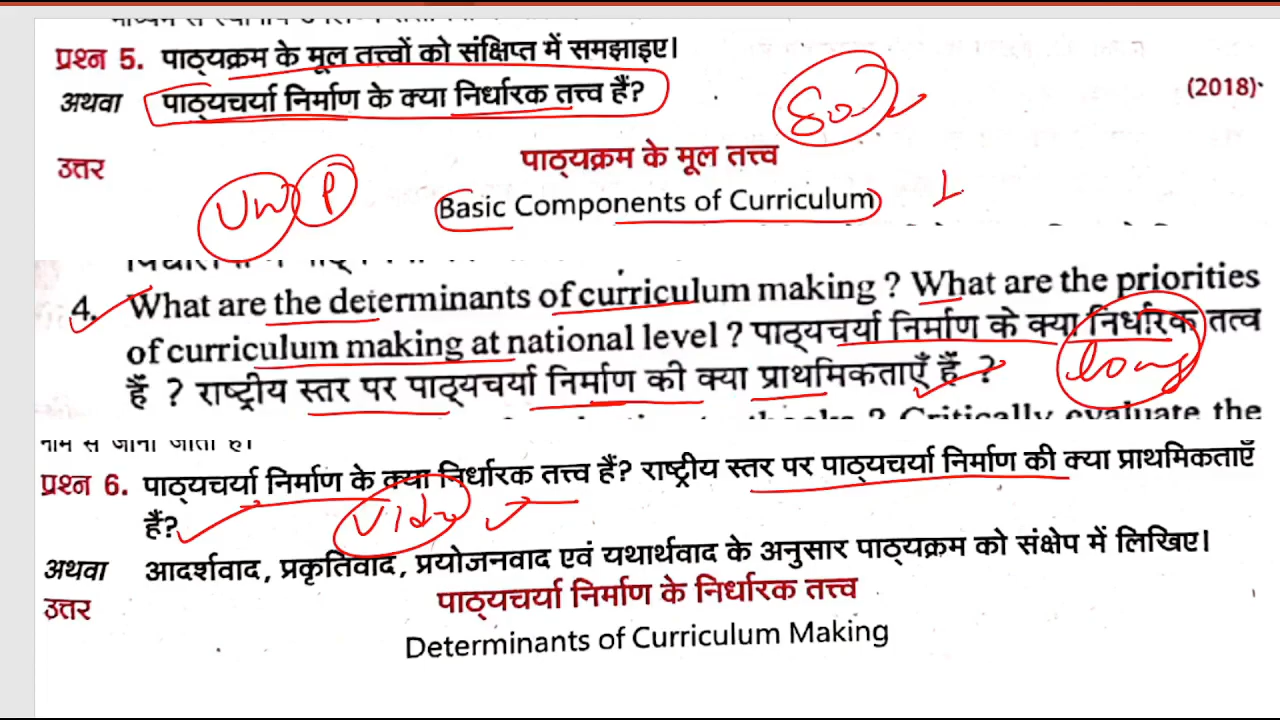 प्रश्न 5. पाठ्यक्रम के मूल तत्त्वों को संक्षिप्त में समझाइए।
अथवा पाठ्यचर्या निर्माण के क्या निर्धारक तत्त्व हैं? (2018)
उत्तर पाठ्यक्रम के मूल तत्त्व
Basic Components of Curriculum
4. What are the determinants of curriculum making ? What are the priorities
of curriculum making at national level ? पाठ्यचर्या निर्माण के क्या निर्धारक तत्व
हैं ? राष्ट्रीय स्तर पर पाठ्यचर्या निर्माण की क्या प्राथमिकताएँ हैं ?
Critically evaluate the
नाम से जाना जाता है।
प्रश्न 6. पाठ्यचर्या निर्माण के क्या निर्धारक तत्त्व हैं? राष्ट्रीय स्तर पर पाठ्यचर्या निर्माण की क्या प्राथमिकताएँ
हैं?
अथवा आदर्शवाद, प्रकृतिवाद, प्रयोजनवाद एवं यथार्थवाद के अनुसार पाठ्यक्रम को संक्षेप में लिखिए।
उत्तर पाठ्यचर्या निर्माण के निर्धारक तत्त्व
Determinants of Curriculum Making